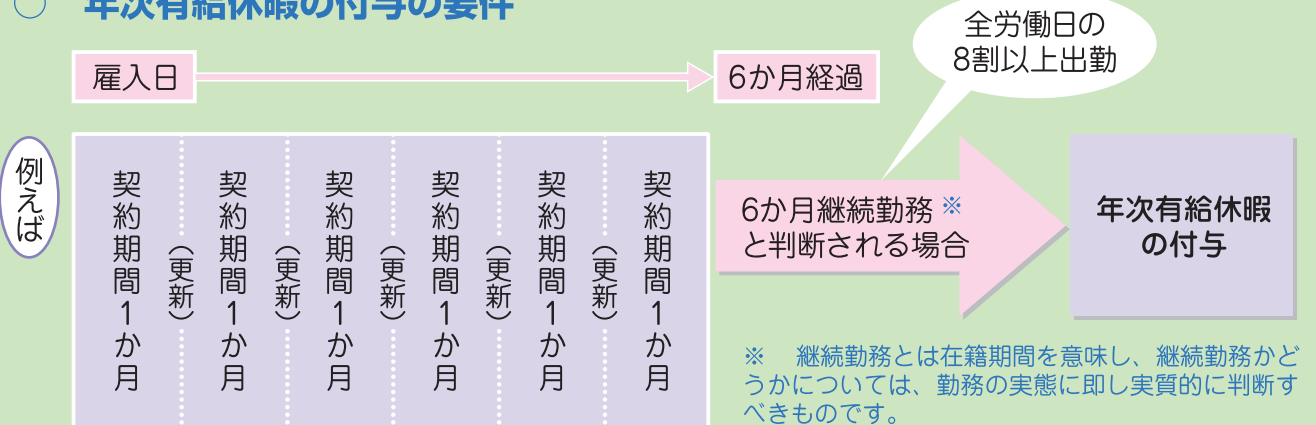 ○ 年次有給休暇の付与の要件
全労働日の
8割以上出勤
雇入日
6か月経過
例えば
契約期間1か月
（更新）
契約期間1か月
（更新）
契約期間1か月
（更新）
契約期間1か月
（更新）
契約期間1か月
（更新）
契約期間1か月
6か月継続勤務※
と判断される場合
年次有給休暇
の付与
※ 継続勤務とは在籍期間を意味し、継続勤務かど
うかについては、勤務の実態に即し実質的に判断す
べきものです。